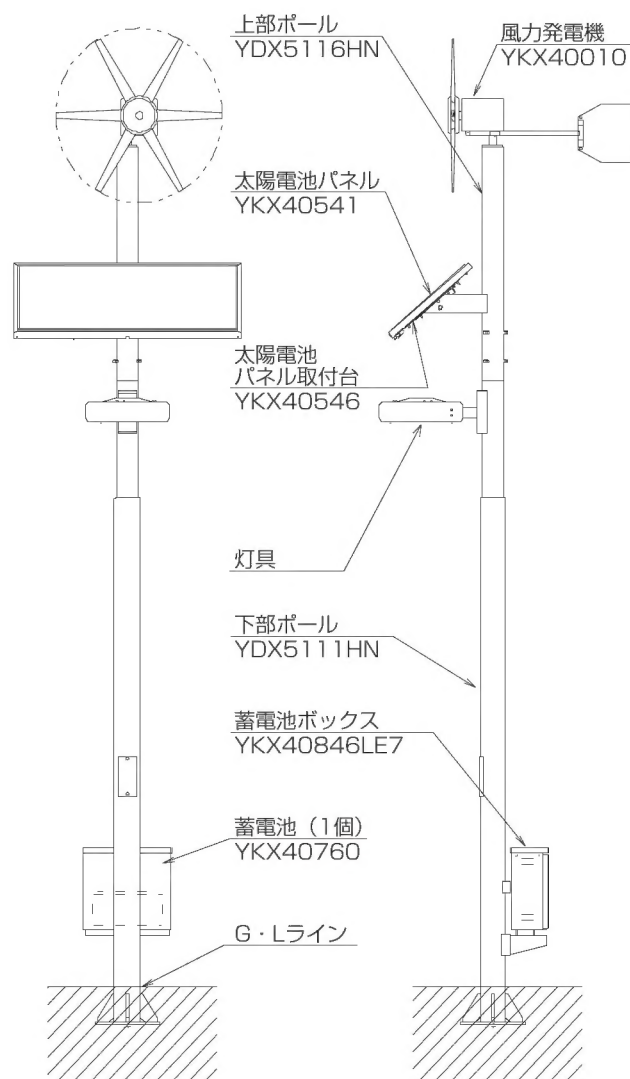 上部ポール
YDX5116HN
風力発電機
YKX40010
太陽電池パネル
YKX40541
太陽電池
パネル取付台
YKX40546
灯具
下部ポール
YDX5111HN
蓄電池ボックス
YKX40846LE7
蓄電池（1個）
YKX40760
G・Lライン